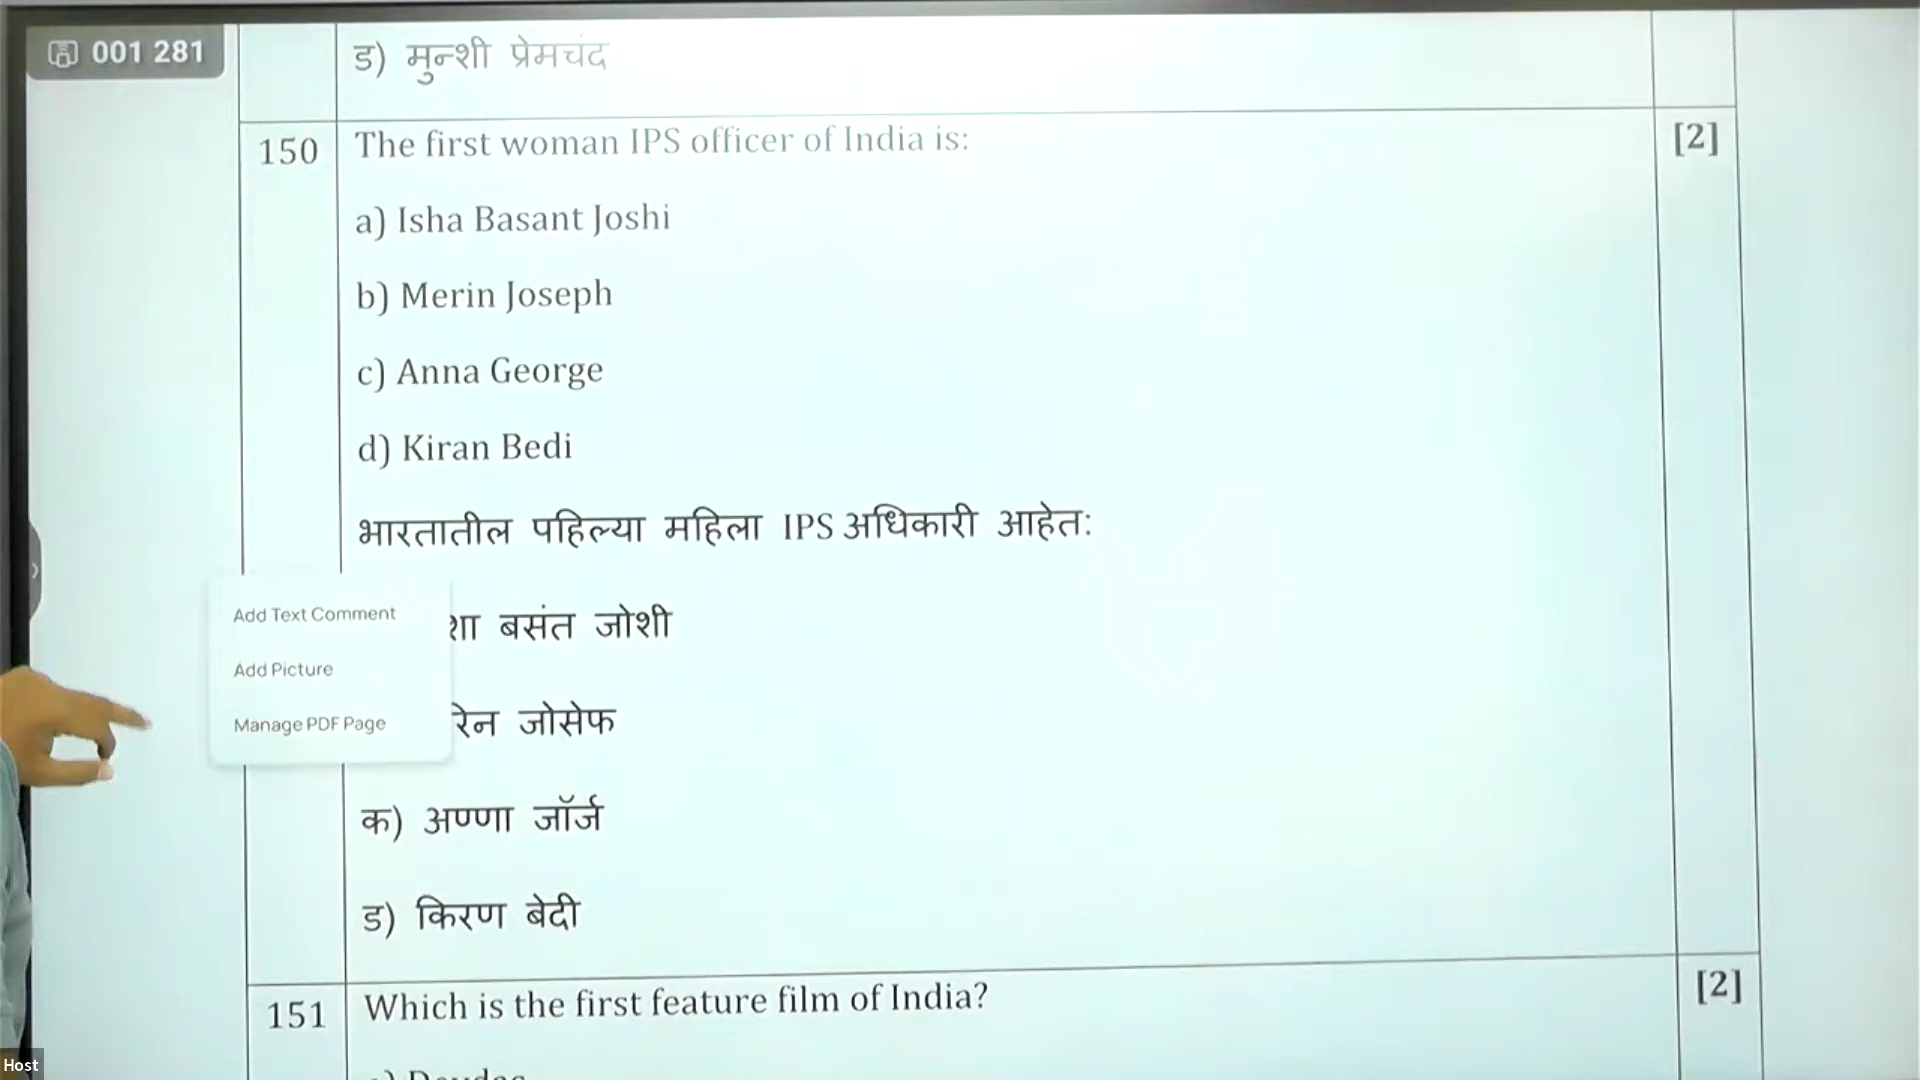 001 281
ड) मुन्शी प्रेमचंद
150 The first woman IPS officer of India is: [2]
a) Isha Basant Joshi
b) Merin Joseph
c) Anna George
d) Kiran Bedi
भारतातील पहिल्या महिला IPS अधिकारी आहेत:
Add Text Comment
शा बसंत जोशी
Add Picture
रेन जोसेफ
Manage PDF Page
क) अण्णा जॉर्ज
ड) किरण बेदी
151 Which is the first feature film of India? [2]
Host